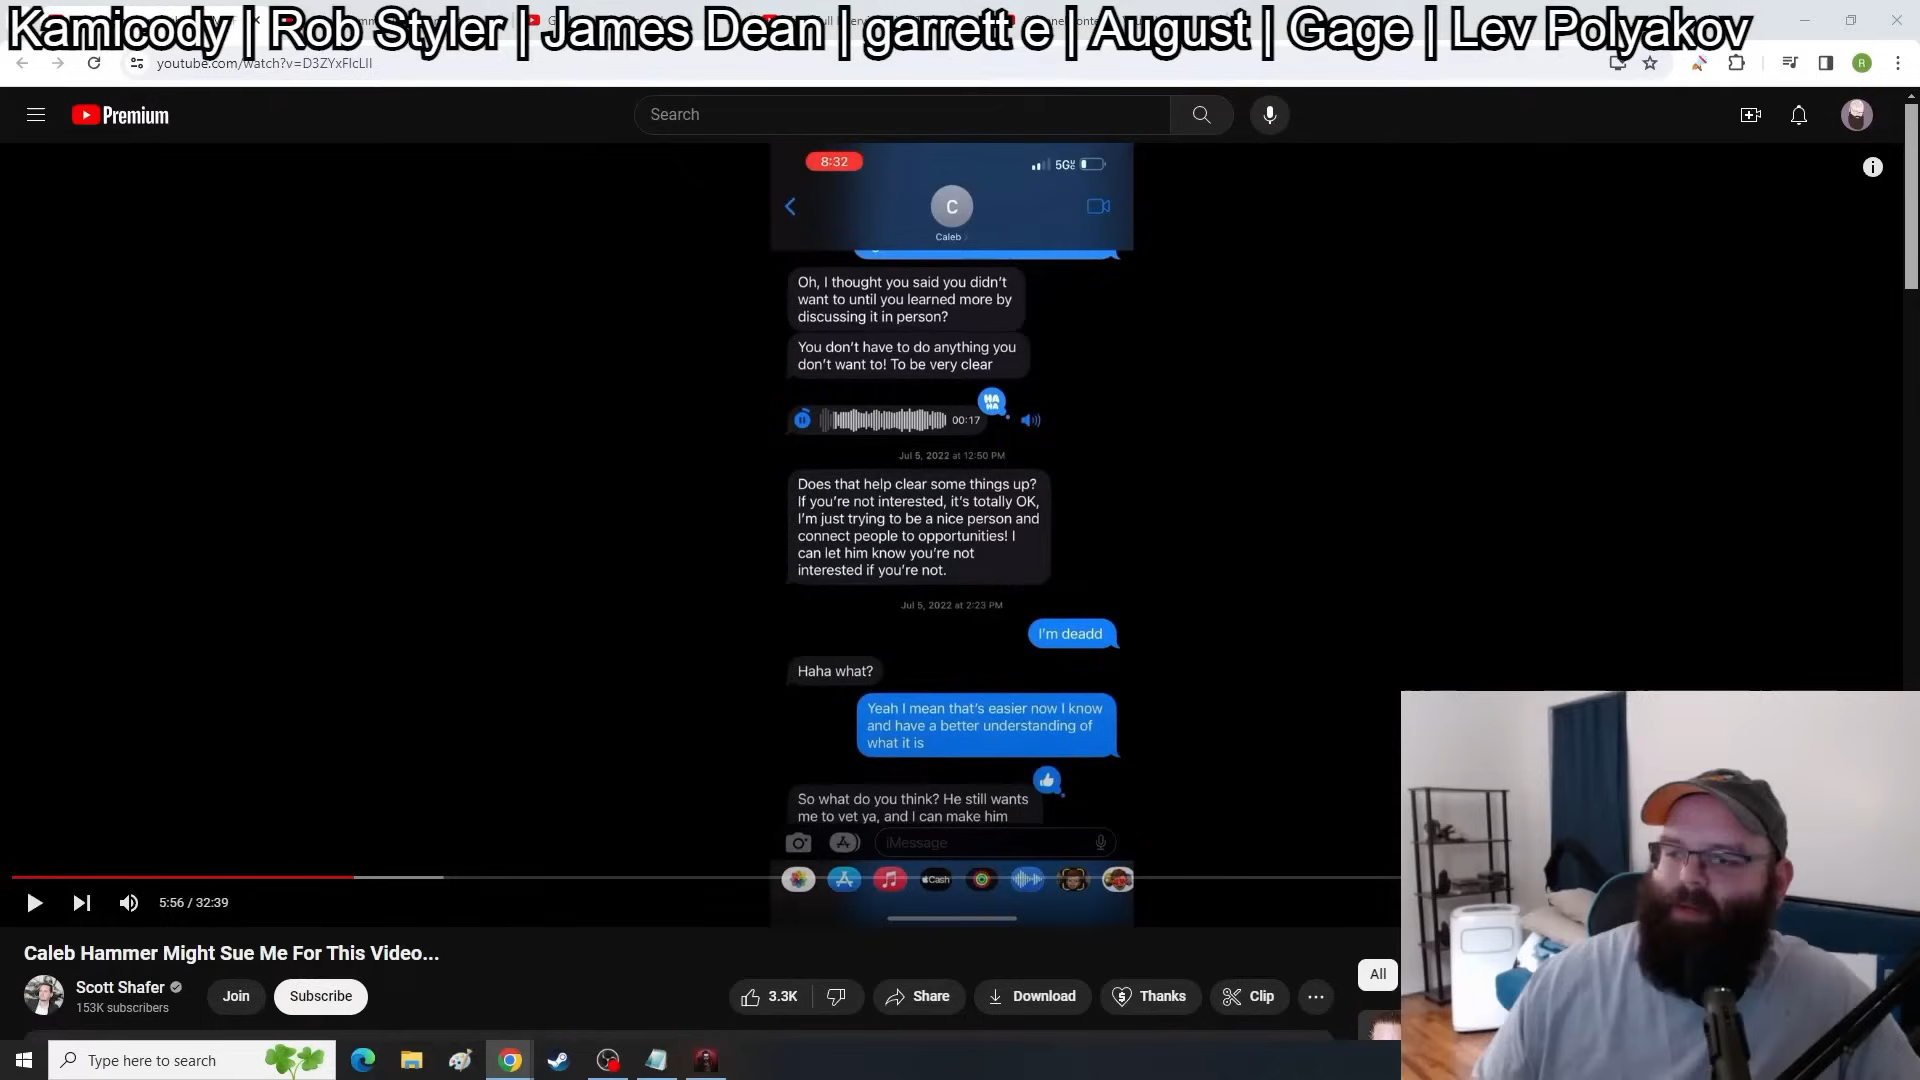 Kamicody | Rob Styler | James Dean | garrett e | August | Gage | Lev Polyakov
youtube.com/watch?v=D3ZYxFlcLlI
R
Premium
Search
8:32
5G
C
Caleb
Oh, I thought you said you didn't
want to until you learned more by
discussing it in person?
You don't have to do anything you
don't want to! To be very clear
HA
HA
00:17
Jul 5, 2022 at 12:50 PM
Does that help clear some things up?
If you're not interested, it's totally OK,
I'm just trying to be a nice person and
connect people to opportunities! I
can let him know you're not
interested if you're not.
Jul 5, 2022 at 2:23 PM
I'm deadd
Haha what?
Yeah I mean that's easier now I know
and have a better understanding of
what it is
So what do you think? He still wants
me to vet ya, and I can make him
iMessage
Cash
5:56 / 32:39
Caleb Hammer Might Sue Me For This Video...
Scott Shafer
153K subscribers
Join
Subscribe
3.3K
Share
Download
Thanks
Clip
All
Type here to search